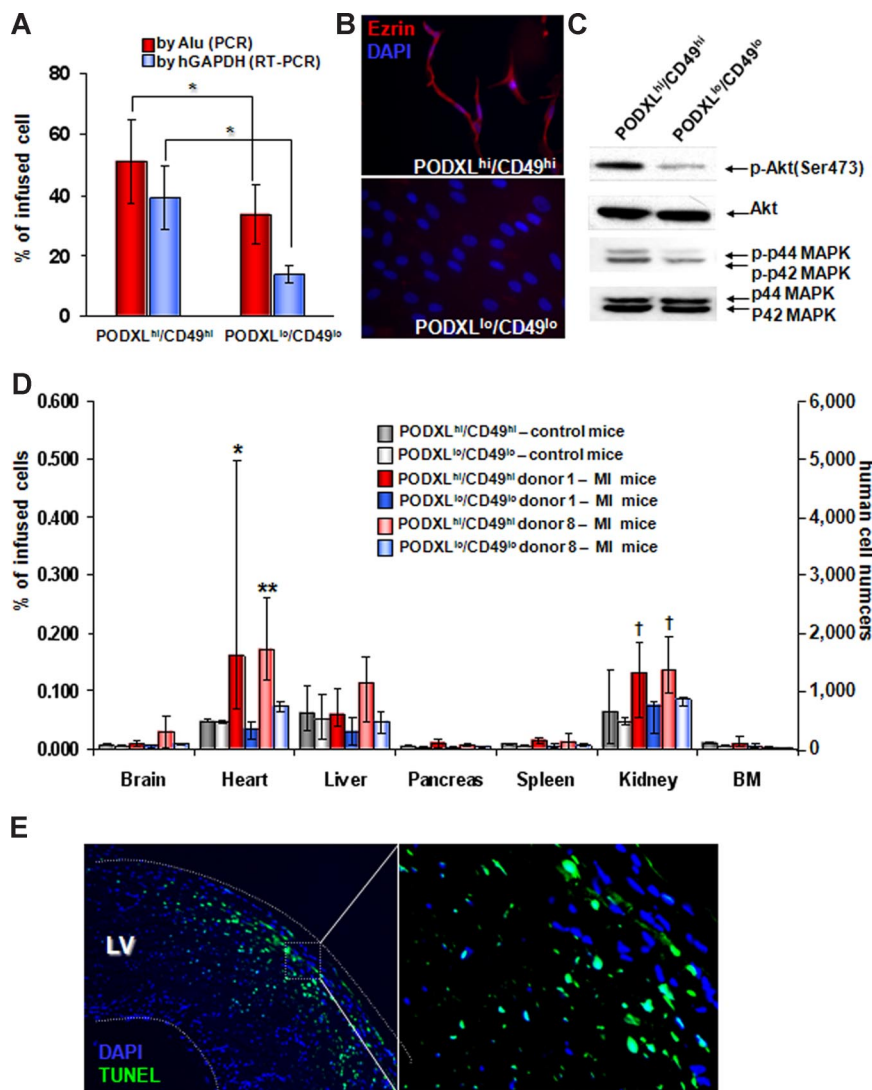 A
by Alu (PCR)
by hGAPDH (RT-PCR)
% of infused cell
80
60
40
20
0
*
*
PODXLhi/CD49hi
PODXLlo/CD49lo
B
Ezrin
DAPI
PODXLhi/CD49hi
PODXLlo/CD49lo
C
PODXLhi/CD49hi
PODXLlo/CD49lo
p-Akt(Ser473)
Akt
p-p44 MAPK
p-p42 MAPK
p44 MAPK
P42 MAPK
D
% of infused cells
0.600
0.500
0.400
0.300
0.200
0.100
0.000
PODXLhi/CD49hi – control mice
PODXLlo/CD49lo – control mice
PODXLhi/CD49hi donor 1 – MI mice
PODXLlo/CD49lo donor 1 – MI mice
PODXLhi/CD49hi donor 8 – MI mice
PODXLlo/CD49lo donor 8 – MI mice
*
**
†
†
6,000
5,000
4,000
3,000
2,000
1,000
0
human cell numcers
Brain
Heart
Liver
Pancreas
Spleen
Kidney
BM
E
LV
DAPI
TUNEL